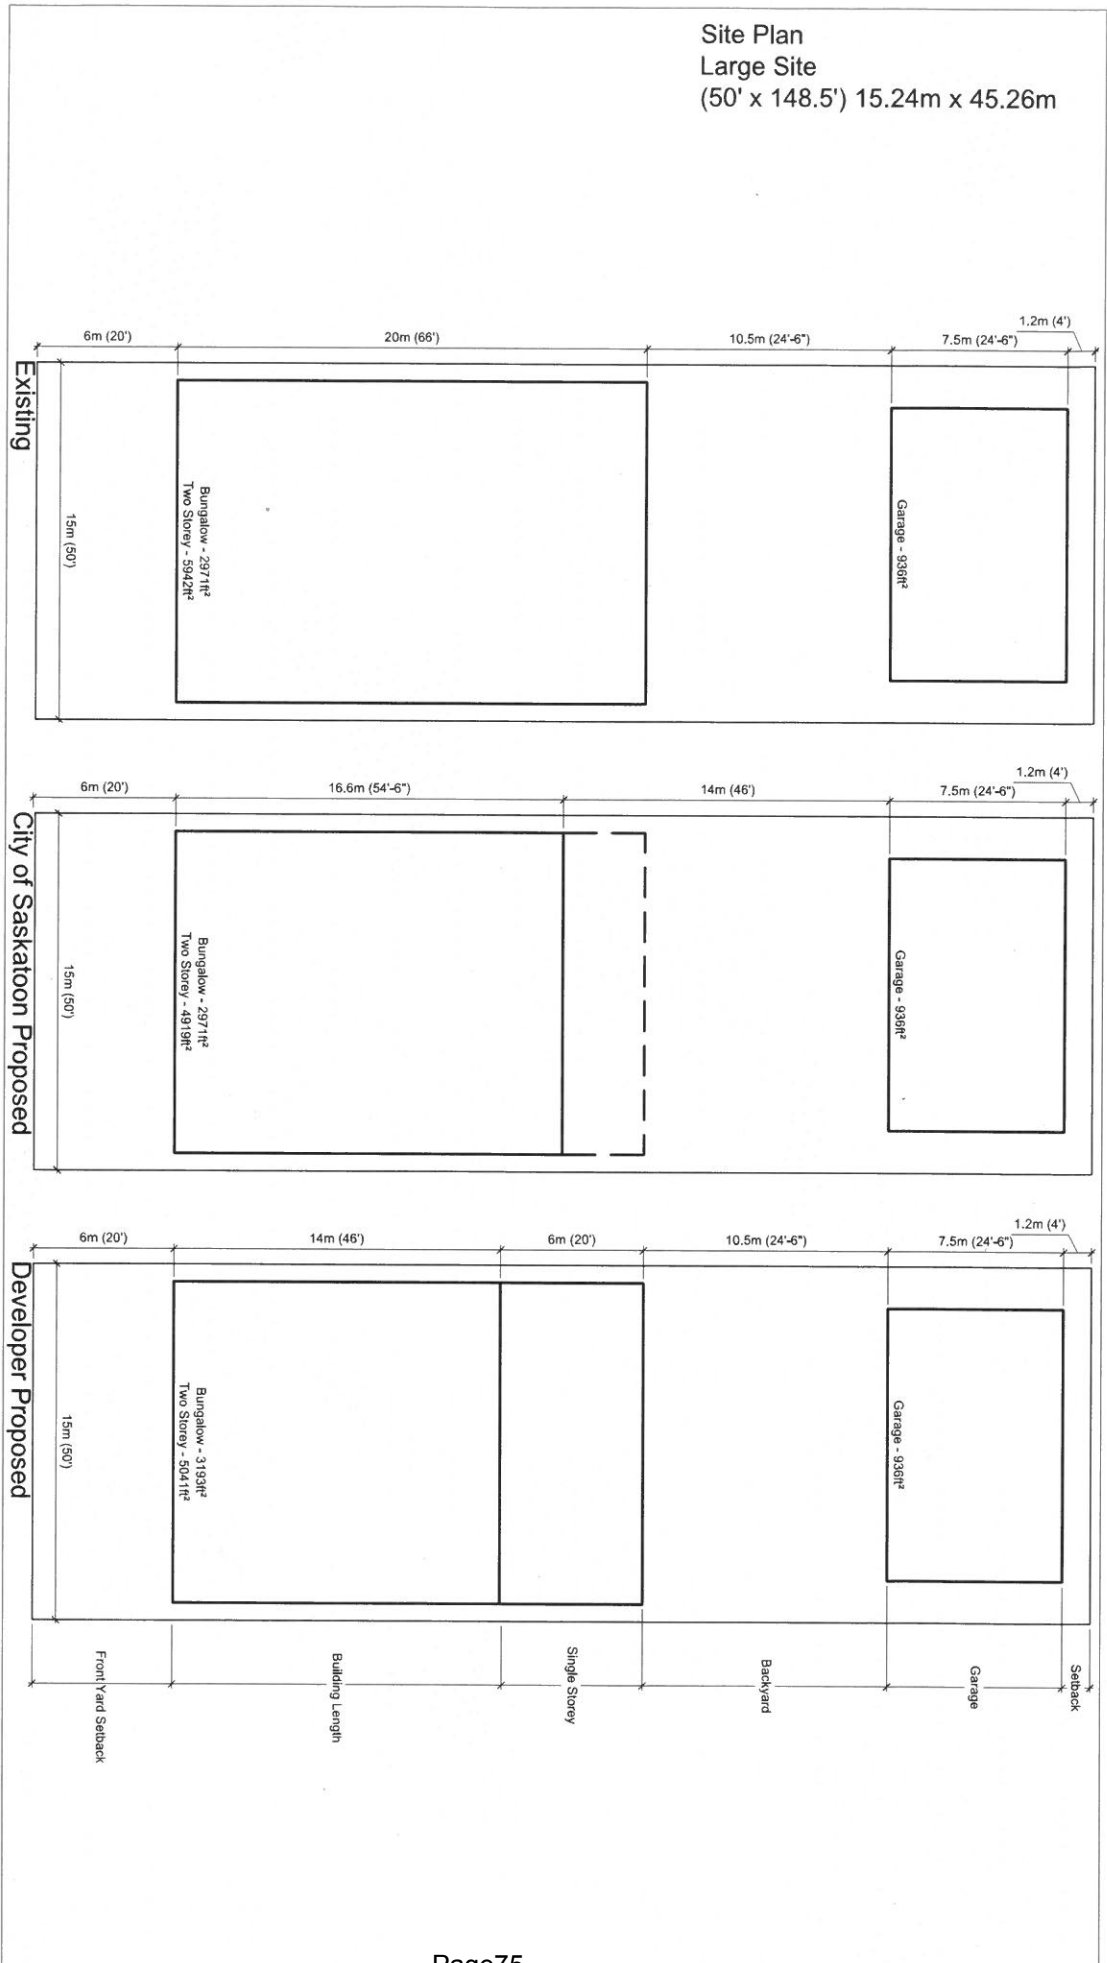 Site Plan
Large Site
(50' x 148.5') 15.24m x 45.26m
6m (20')
20m (66')
10.5m (24'-6")
7.5m (24'-6")
1.2m (4')
Existing
15m (50')
Bungalow - 2971ft²
Two Storey - 5942ft²
Garage - 936ft²
6m (20')
16.6m (54'-6")
14m (46')
7.5m (24'-6")
1.2m (4')
City of Saskatoon Proposed
15m (50')
Bungalow - 2971ft²
Two Storey - 4919ft²
Garage - 936ft²
6m (20')
14m (46')
6m (20')
10.5m (24'-6")
7.5m (24'-6")
1.2m (4')
Developer Proposed
15m (50')
Bungalow - 3193ft²
Two Storey - 5041ft²
Garage - 936ft²
Front Yard Setback
Building Length
Single Storey
Backyard
Garage
Setback
Page75